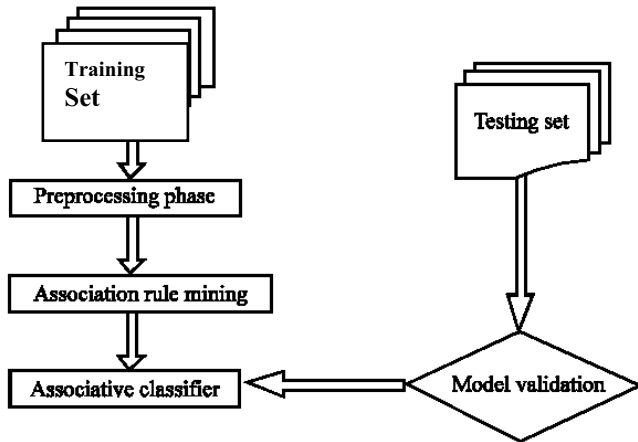 Training
Set
Testing set
Preprocessing phase
Association rule mining
Associative classifier
Model validation